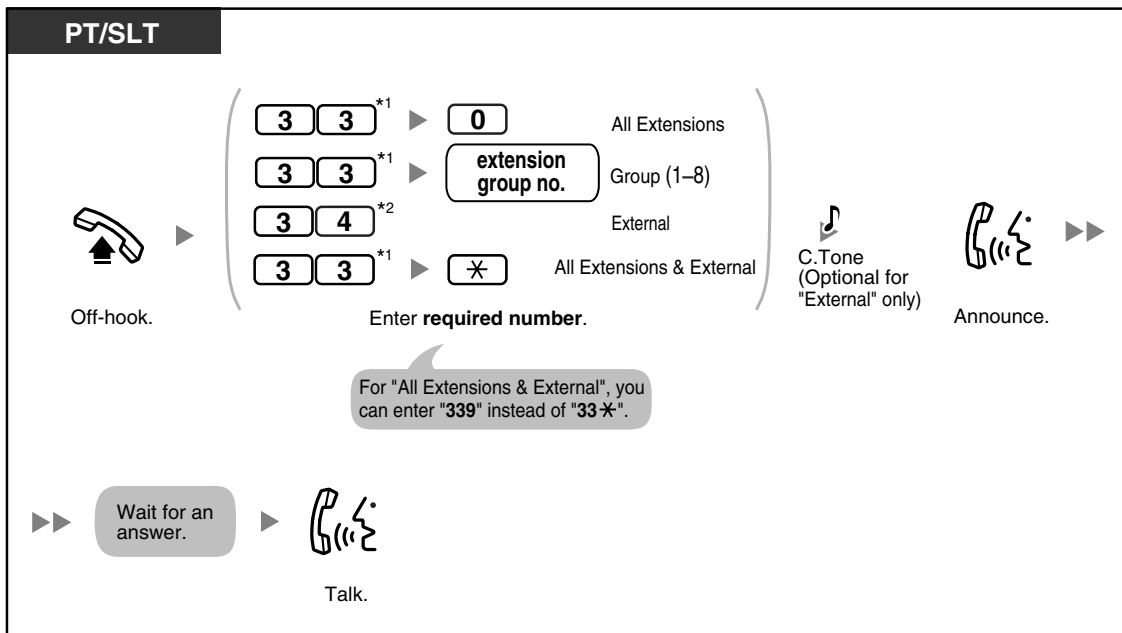 PT/SLT
3 3 *1 0 All Extensions
3 3 *1 extension group no. Group (1–8)
3 4 *2 External
3 3 *1 ✳ All Extensions & External
C.Tone
(Optional for
"External" only)
Off-hook.
Enter required number.
Announce.
For "All Extensions & External", you
can enter "339" instead of "33✳".
Wait for an
answer.
Talk.